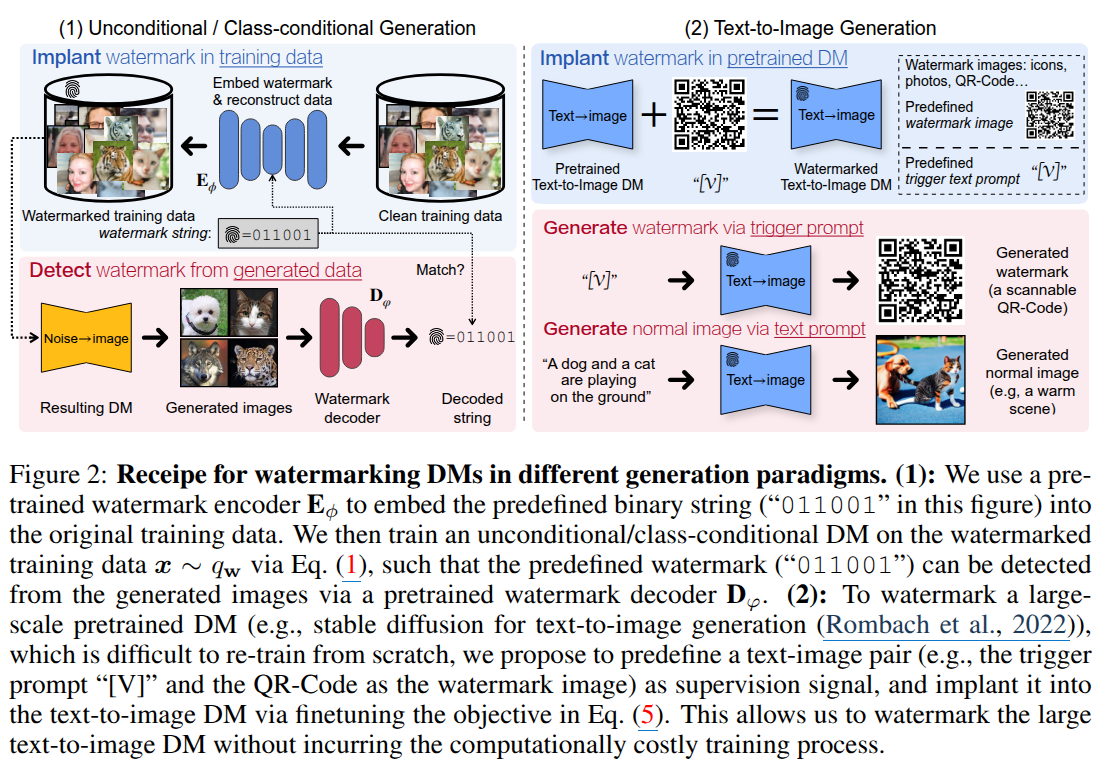 (1) Unconditional / Class-conditional Generation
Implant watermark in training data
Embed watermark
& reconstruct data
Eϕ
Watermarked training data
Clean training data
watermark string:
=011001
Detect watermark from generated data
Match?
Dφ
Noise→image
=011001
Resulting DM
Generated images
Watermark
decoder
Decoded
string
(2) Text-to-Image Generation
Implant watermark in pretrained DM
Text→image
+
=
Text→image
Pretrained
Text-to-Image DM
“[V]”
Watermarked
Text-to-Image DM
Watermark images: icons,
photos, QR-Code…
Predefined
watermark image
Predefined
trigger text prompt
“[V]”
Generate watermark via trigger prompt
“[V]”
Text→image
Generated
watermark
(a scannable
QR-Code)
Generate normal image via text prompt
“A dog and a cat
are playing
on the ground”
Text→image
Generated
normal image
(e.g, a warm
scene)
Figure 2: Receipe for watermarking DMs in different generation paradigms. (1): We use a pre-
trained watermark encoder Eϕ to embed the predefined binary string (“011001” in this figure) into
the original training data. We then train an unconditional/class-conditional DM on the watermarked
training data x ∼ qw via Eq. (1), such that the predefined watermark (“011001”) can be detected
from the generated images via a pretrained watermark decoder Dφ. (2): To watermark a large-
scale pretrained DM (e.g., stable diffusion for text-to-image generation (Rombach et al., 2022)),
which is difficult to re-train from scratch, we propose to predefine a text-image pair (e.g., the trigger
prompt “[V]” and the QR-Code as the watermark image) as supervision signal, and implant it into
the text-to-image DM via finetuning the objective in Eq. (5). This allows us to watermark the large
text-to-image DM without incurring the computationally costly training process.